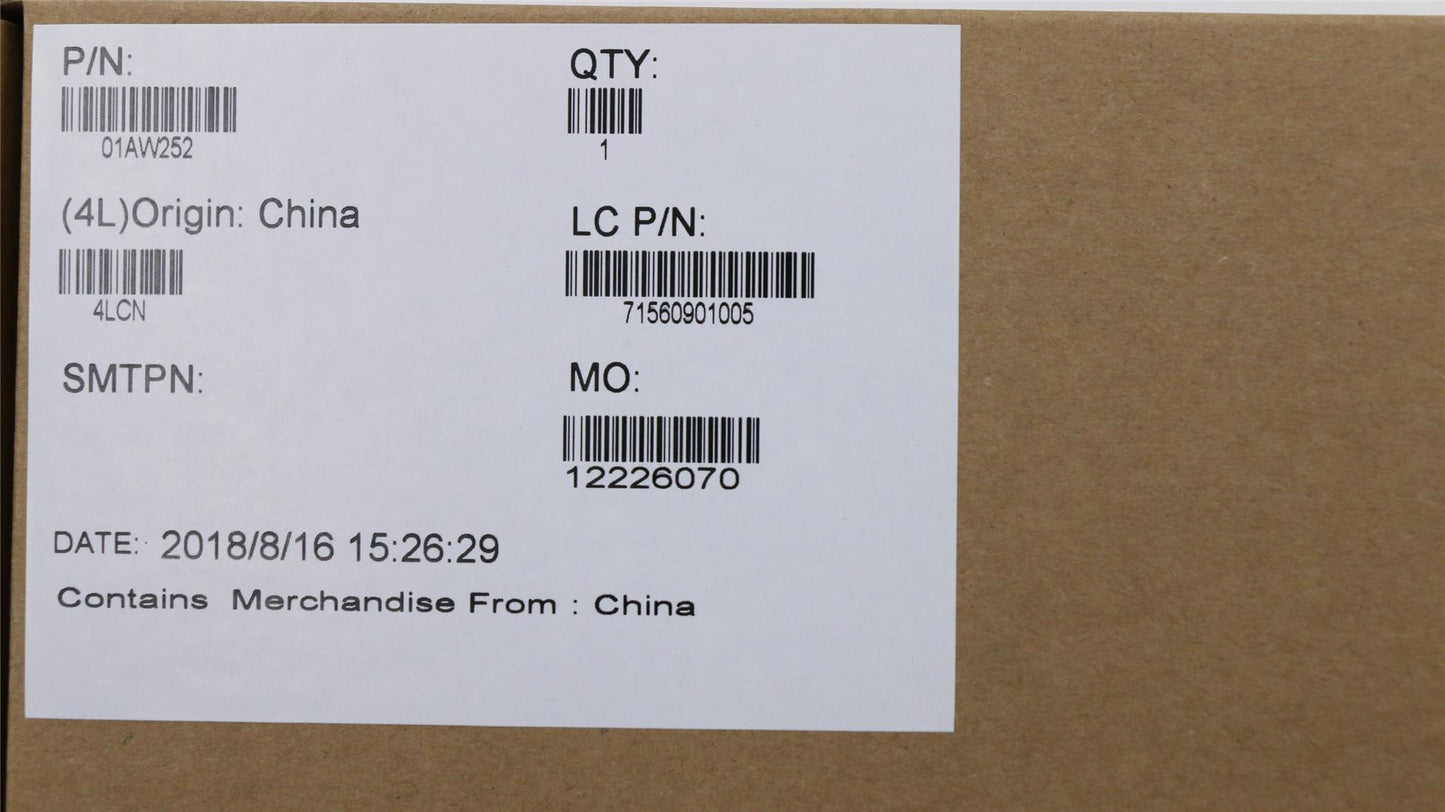 P/N:
QTY:
01AW252
1
(4L)Origin: China
LC P/N:
4LCN
71560901005
SMTPN:
MO:
12226070
DATE: 2018/8/16 15:26:29
Contains Merchandise From : China